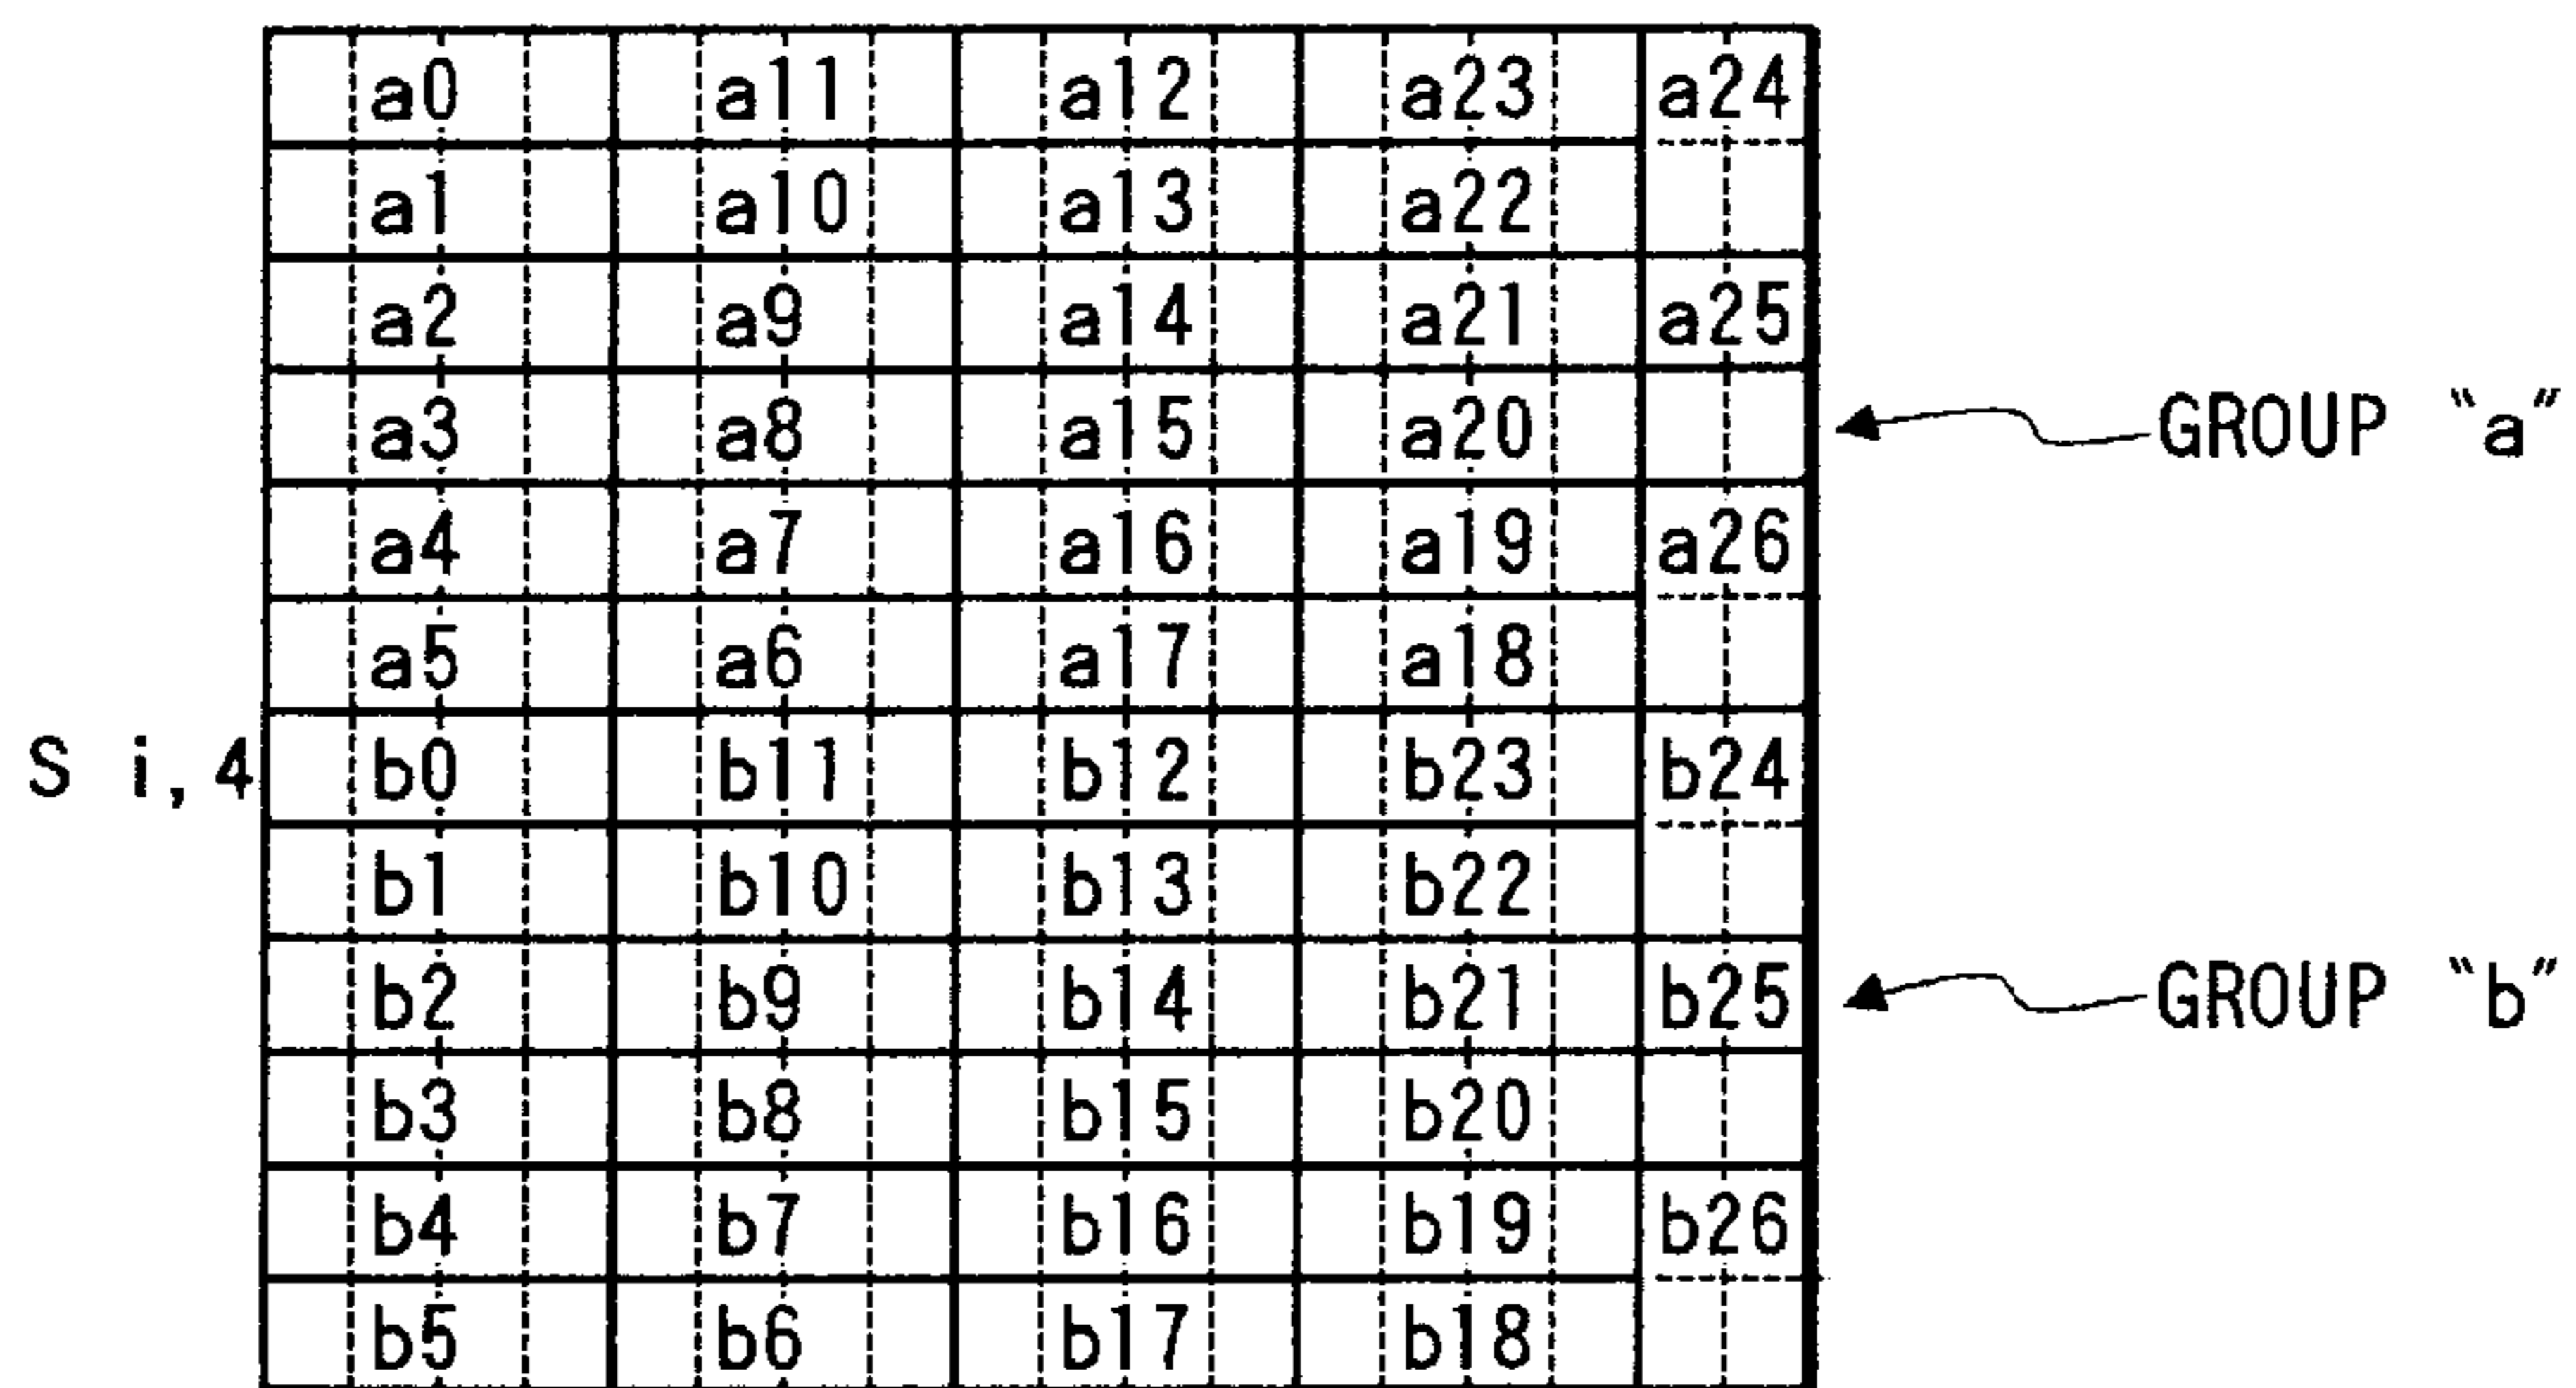 a0 a11 a12 a23 a24
a1 a10 a13 a22
a2 a9 a14 a21 a25
a3 a8 a15 a20 GROUP "a"
a4 a7 a16 a19 a26
a5 a6 a17 a18
S i,4 b0 b11 b12 b23 b24
b1 b10 b13 b22
b2 b9 b14 b21 b25 GROUP "b"
b3 b8 b15 b20
b4 b7 b16 b19 b26
b5 b6 b17 b18